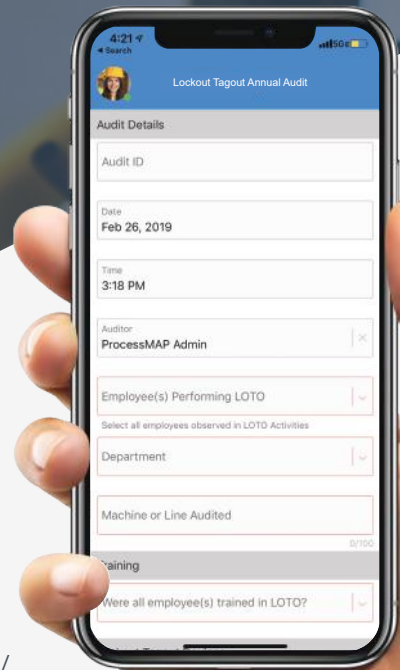 4:21
Search
5GE
Lockout Tagout Annual Audit
Audit Details
Audit ID
Date
Feb 26, 2019
Time
3:18 PM
Auditor
ProcessMAP Admin
Employee(s) Performing LOTO
Select all employees observed in LOTO Activities
Department
Machine or Line Audited
0/100
Training
Were all employee(s) trained in LOTO?
/